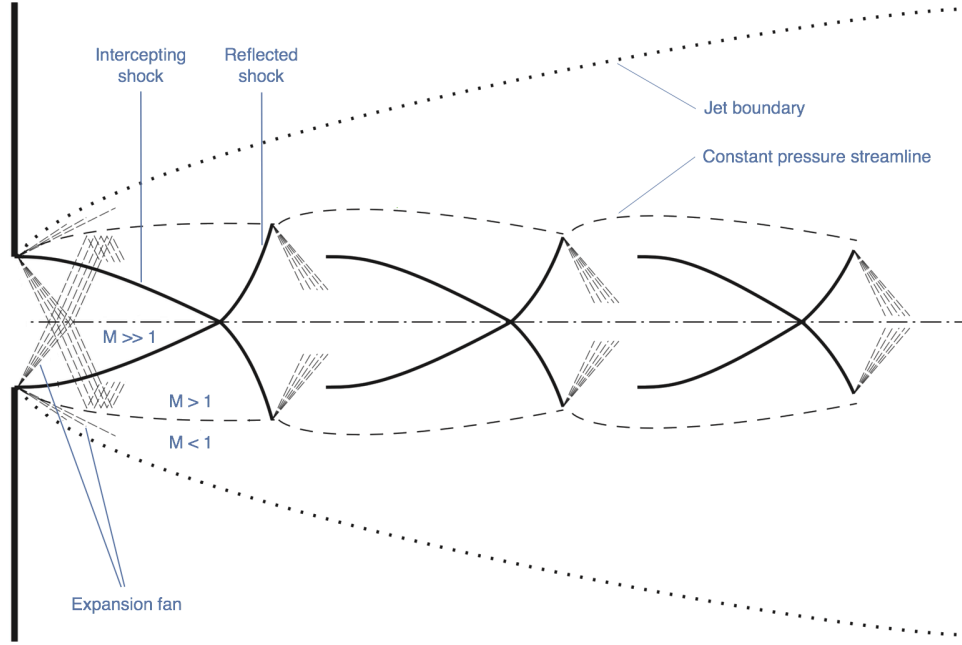 Intercepting
shock
Reflected
shock
Jet boundary
Constant pressure streamline
M >> 1
M > 1
M < 1
Expansion fan